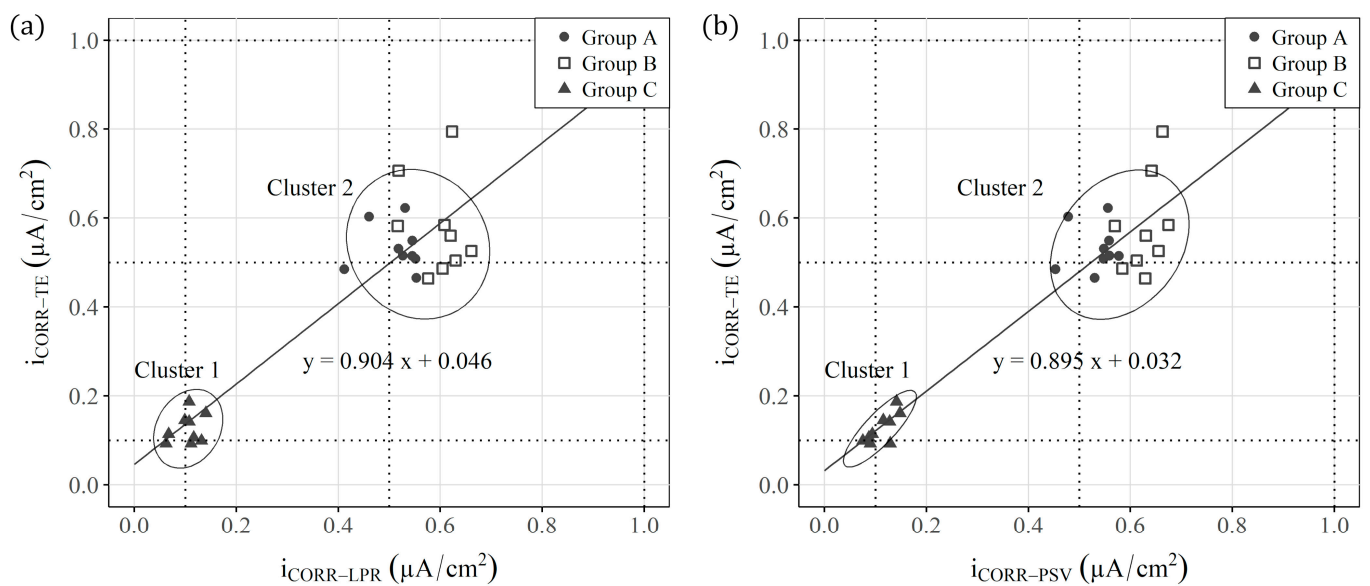 (a)
1.0
0.8
0.6
0.4
0.2
0.0
0.0 0.2 0.4 0.6 0.8 1.0
iCORR–TE (μA/cm²)
iCORR–LPR (μA/cm²)
Group A
Group B
Group C
Cluster 2
Cluster 1
y = 0.904 x + 0.046
(b)
1.0
0.8
0.6
0.4
0.2
0.0
0.0 0.2 0.4 0.6 0.8 1.0
iCORR–TE (μA/cm²)
iCORR–PSV (μA/cm²)
Group A
Group B
Group C
Cluster 2
Cluster 1
y = 0.895 x + 0.032